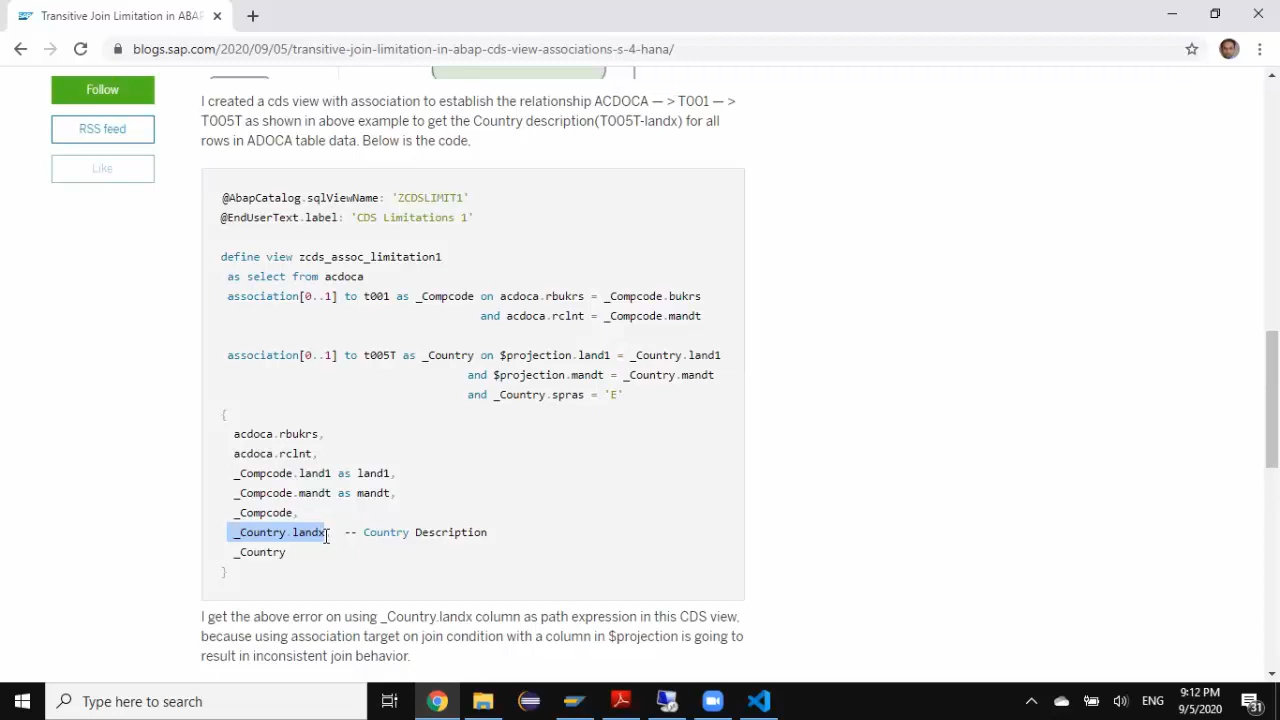 Transitive Join Limitation in ABAP
blogs.sap.com/2020/09/05/transitive-join-limitation-in-abap-cds-view-associations-s-4-hana/
Follow
RSS feed
Like
I created a cds view with association to establish the relationship ACDOCA — > T001 — >
T005T as shown in above example to get the Country description(T005T-landx) for all
rows in ADOCA table data. Below is the code,
@AbapCatalog.sqlViewName: 'ZCDSLIMIT1'
@EndUserText.label: 'CDS Limitations 1'
define view zcds_assoc_limitation1
as select from acdoca
association[0..1] to t001 as _Compcode on acdoca.rbukrs = _Compcode.bukrs
and acdoca.rclnt = _Compcode.mandt
association[0..1] to t005T as _Country on $projection.land1 = _Country.land1
and $projection.mandt = _Country.mandt
and _Country.spras = 'E'
{
acdoca.rbukrs,
acdoca.rclnt,
_Compcode.land1 as land1,
_Compcode.mandt as mandt,
_Compcode,
_Country.landx -- Country Description
_Country
}
I get the above error on using _Country.landx column as path expression in this CDS view,
because using association target on join condition with a column in $projection is going to
result in inconsistent join behavior.
Type here to search
ENG
9:12 PM
9/5/2020
31